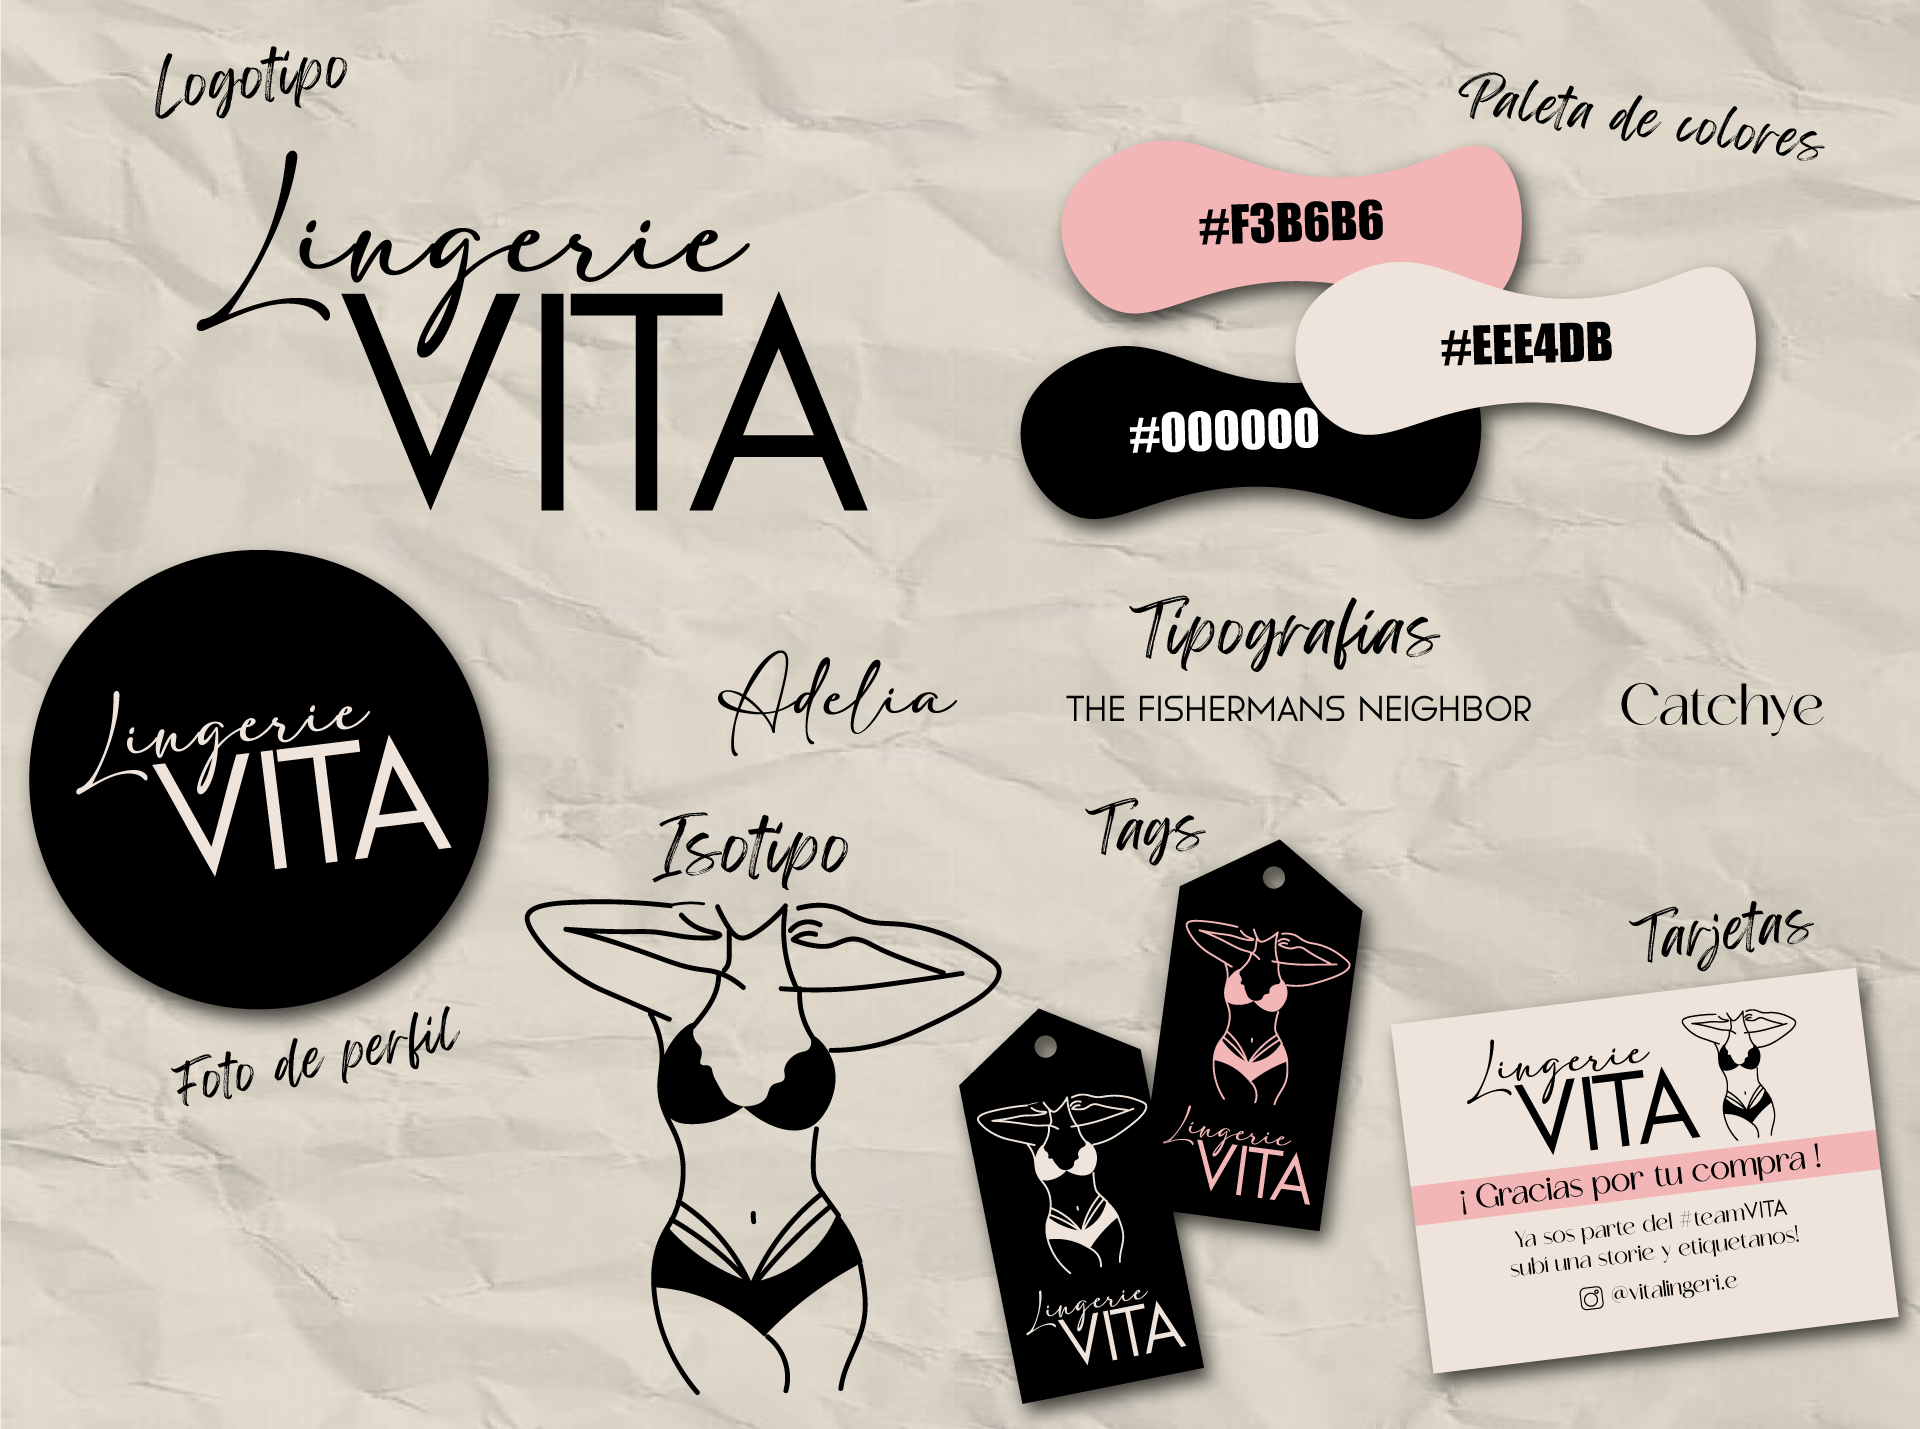 Logotipo
Lingerie
VITA
Paleta de colores
#F3B6B6
#EEE4DB
#000000
Lingerie
VITA
Foto de perfil
Tipografías
Adelia
THE FISHERMANS NEIGHBOR
Catchye
Isotipo
Tags
Lingerie
VITA
Lingerie
VITA
Tarjetas
Lingerie
VITA
¡ Gracias por tu compra !
Ya sos parte del #teamVITA
subí una storie y etiquetanos!
@vitalingeri.e